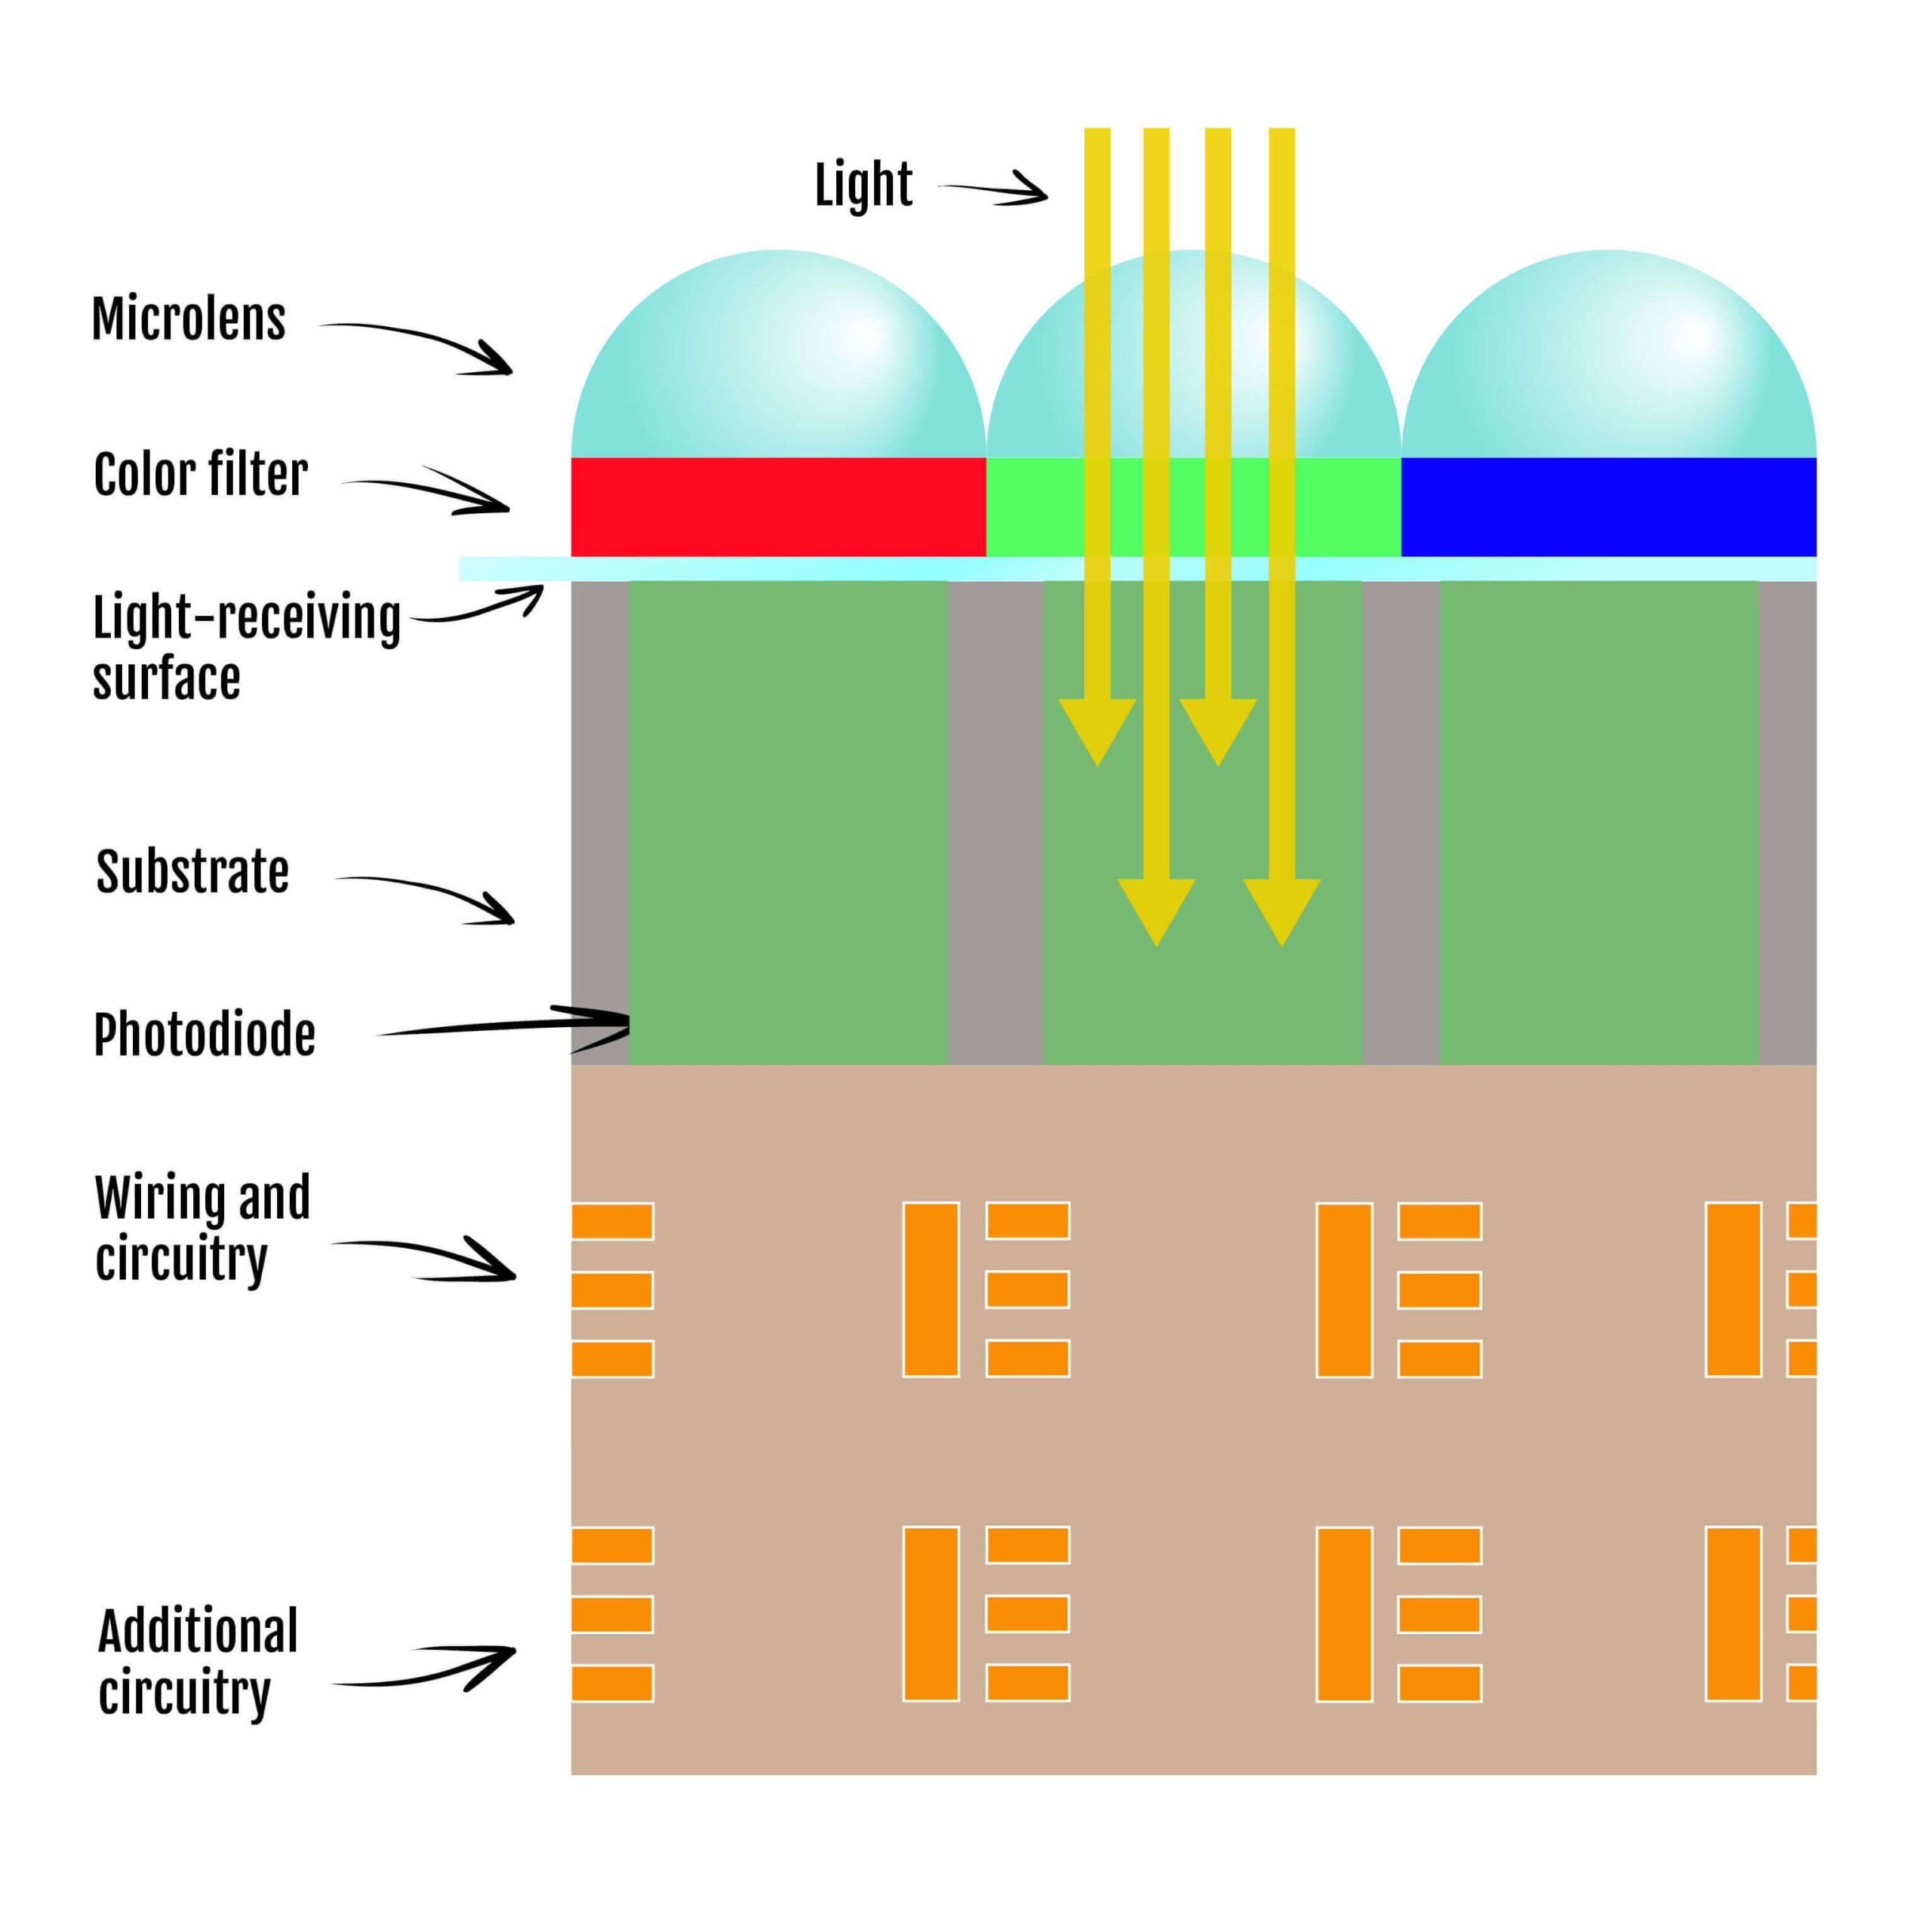 Light
Microlens
Color filter
Light-receiving
surface
Substrate
Photodiode
Wiring and
circuitry
Additional
circuitry